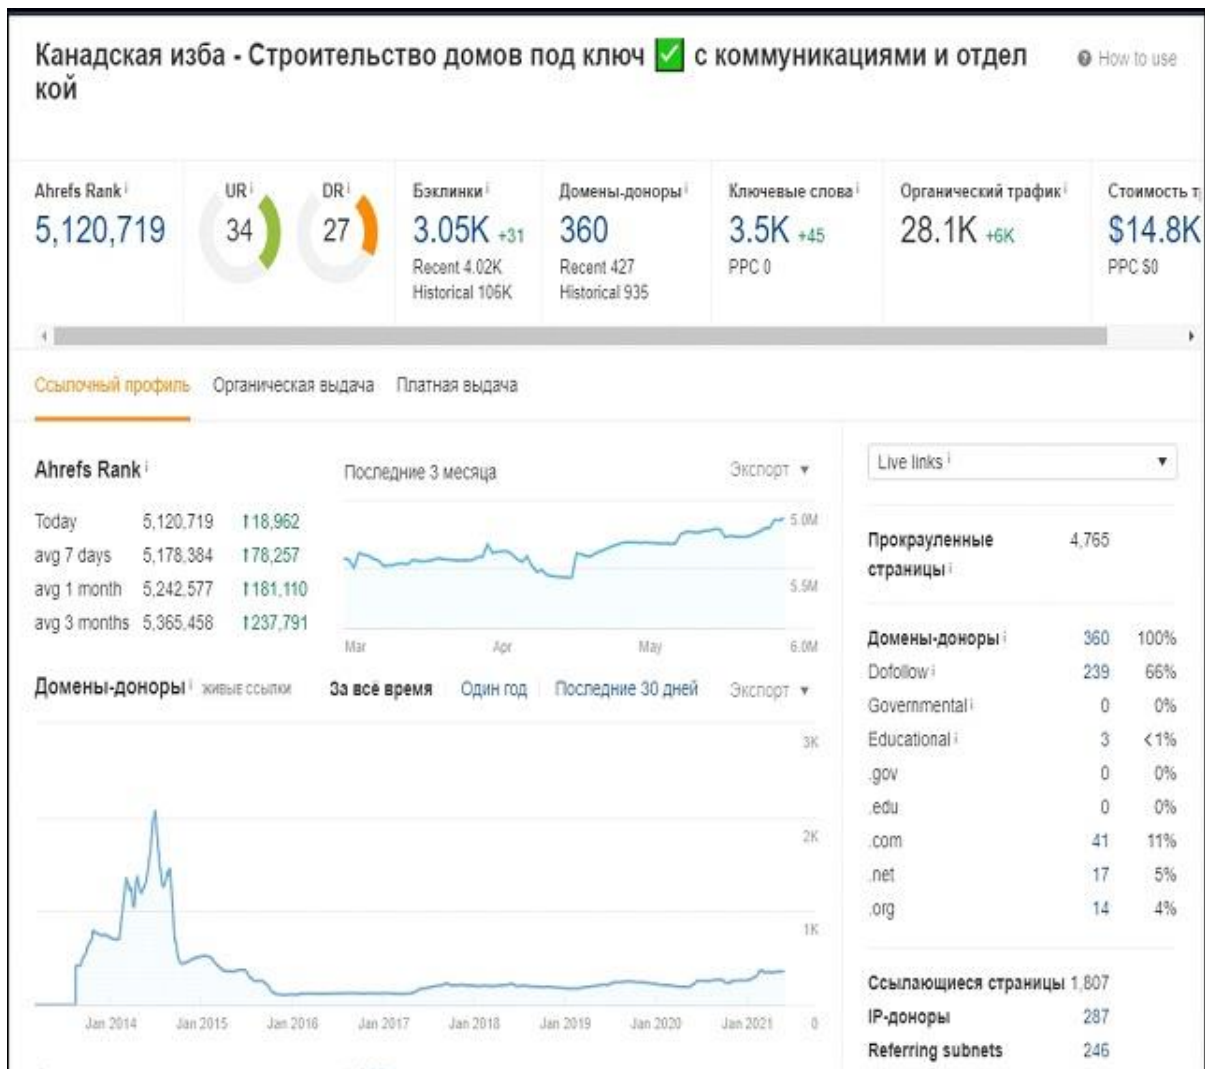 Канадская изба - Строительство домов под ключ ✅ с коммуникациями и отдел
кой
How to use
Ahrefs Rank
5,120,719
UR
34
DR
27
Бэклинки
3.05K +31
Recent 4.02K
Historical 106K
Домены-доноры
360
Recent 427
Historical 935
Ключевые слова
3.5K +45
PPC 0
Органический трафик
28.1K +6K
Стоимость т
$14.8K
PPC $0
Ссылочный профиль Органическая выдача Платная выдача
Ahrefs Rank
Последние 3 месяца
Экспорт
Today 5,120,719 ↑18,962
avg 7 days 5,178,384 ↑78,257
avg 1 month 5,242,577 ↑181,110
avg 3 months 5,365,458 ↑237,791
5.0M
5.5M
6.0M
Mar Apr May
Домены-доноры живые ссылки За всё время Один год Последние 30 дней Экспорт
3K
2K
1K
0
Jan 2014 Jan 2015 Jan 2016 Jan 2017 Jan 2018 Jan 2019 Jan 2020 Jan 2021
Live links
Прокрауленные 4,765
страницы
Домены-доноры 360 100%
Dofollow 239 66%
Governmental 0 0%
Educational 3 <1%
.gov 0 0%
.edu 0 0%
.com 41 11%
.net 17 5%
.org 14 4%
Ссылающиеся страницы 1,807
IP-доноры 287
Referring subnets 246